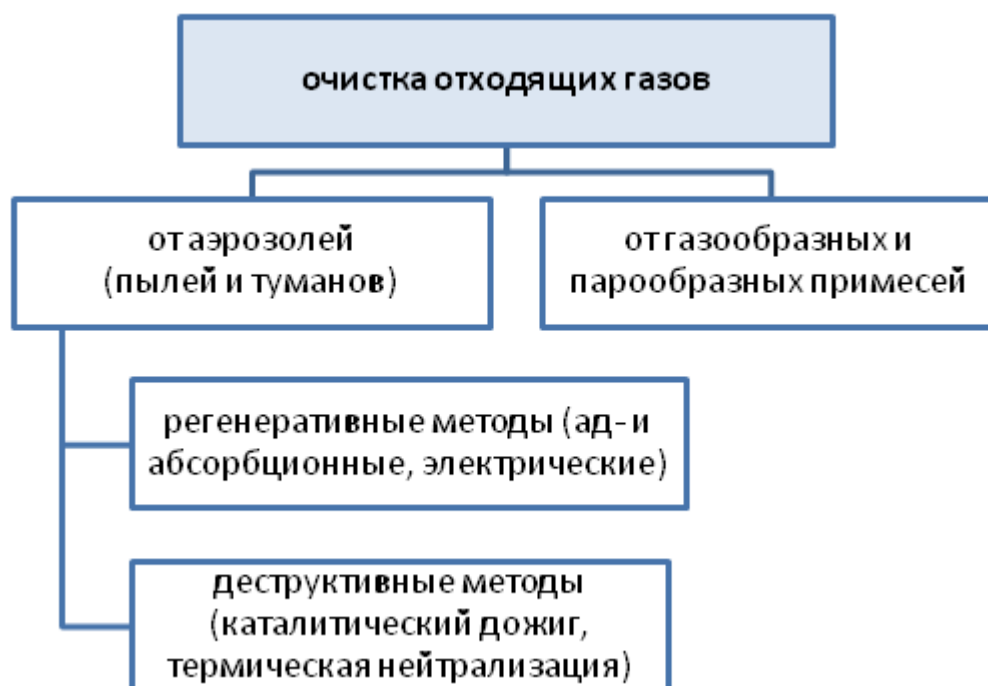 очистка отходящих газов
от аэрозолей
(пылей и туманов)
от газообразных и
парообразных примесей
регенеративные методы (ад- и
абсорбционные, электрические)
деструктивные методы
(каталитический дожиг,
термическая нейтрализация)